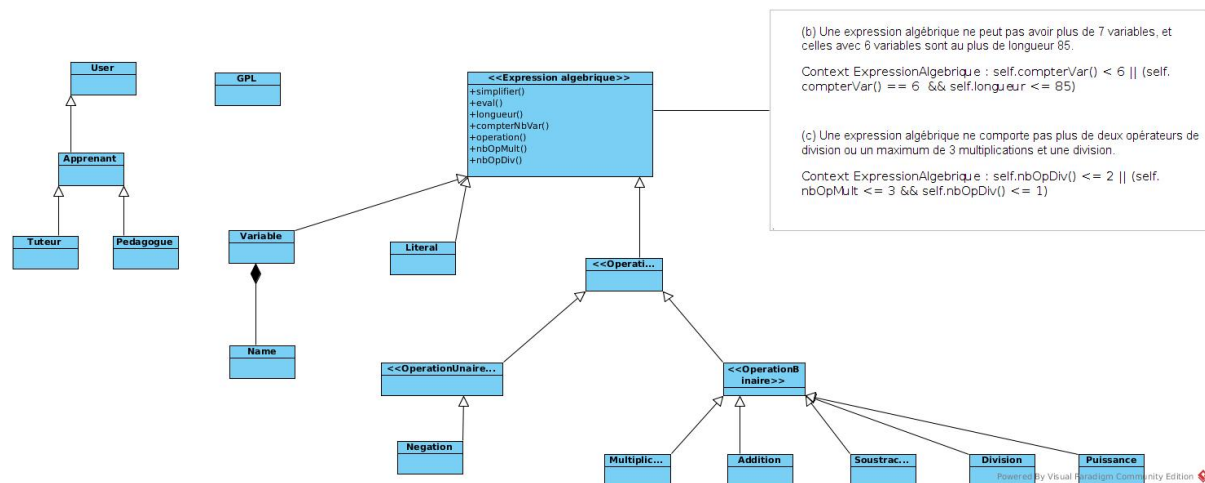 (b) Une expression algébrique ne peut pas avoir plus de 7 variables, et
celles avec 6 variables sont au plus de longueur 85.
Context ExpressionAlgebrique : self.compterVar() < 6 || (self.
compterVar() == 6 && self.longueur <= 85)
(c) Une expression algébrique ne comporte pas plus de deux opérateurs de
division ou un maximum de 3 multiplications et une division.
Context ExpressionAlgebrique : self.nbOpDiv() <= 2 || (self.
nbOpMult <= 3 && self.nbOpDiv() <= 1)
User
GPL
<<Expression algebrique>>
+simplifier()
+eval()
+longueur()
+compterNbVar()
+operation()
+nbOpMult()
+nbOpDiv()
Apprenant
Tuteur
Pedagogue
Variable
Literal
<<Operati...
Name
<<OperationUnaire...
<<OperationB
inaire>>
Negation
Multiplic...
Addition
Soustrac...
Division
Puissance
Powered By Visual Paradigm Community Edition